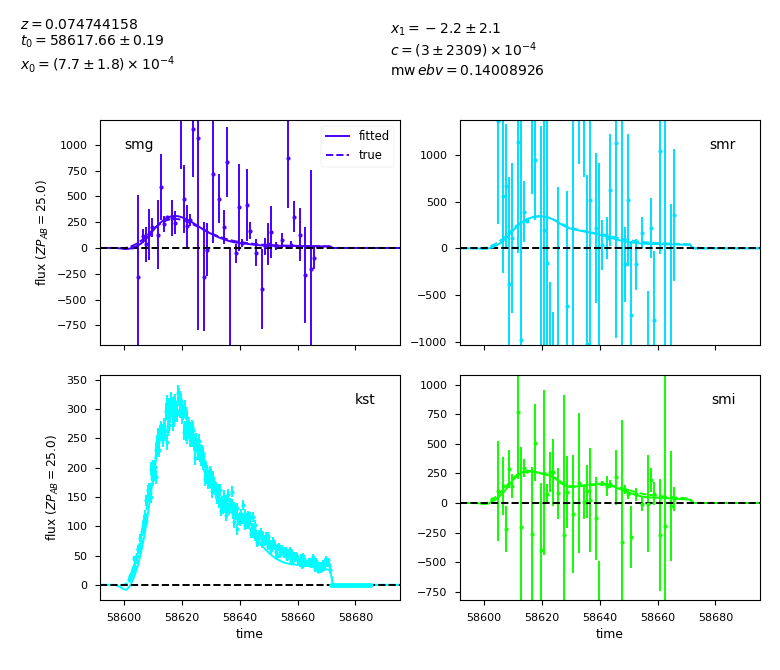 z = 0.074744158
t₀ = 58617.66 ± 0.19
x₀ = (7.7 ± 1.8) × 10⁻⁴
x₁ = −2.2 ± 2.1
c = (3 ± 2309) × 10⁻⁴
mw ebv = 0.14008926
smg
fitted
true
1000
750
500
250
0
−250
−500
−750
flux (ZP_AB = 25.0)
smr
1000
500
0
−500
−1000
kst
350
300
250
200
150
100
50
0
flux (ZP_AB = 25.0)
58600 58620 58640 58660 58680
time
smi
1000
750
500
250
0
−250
−500
−750
58600 58620 58640 58660 58680
time